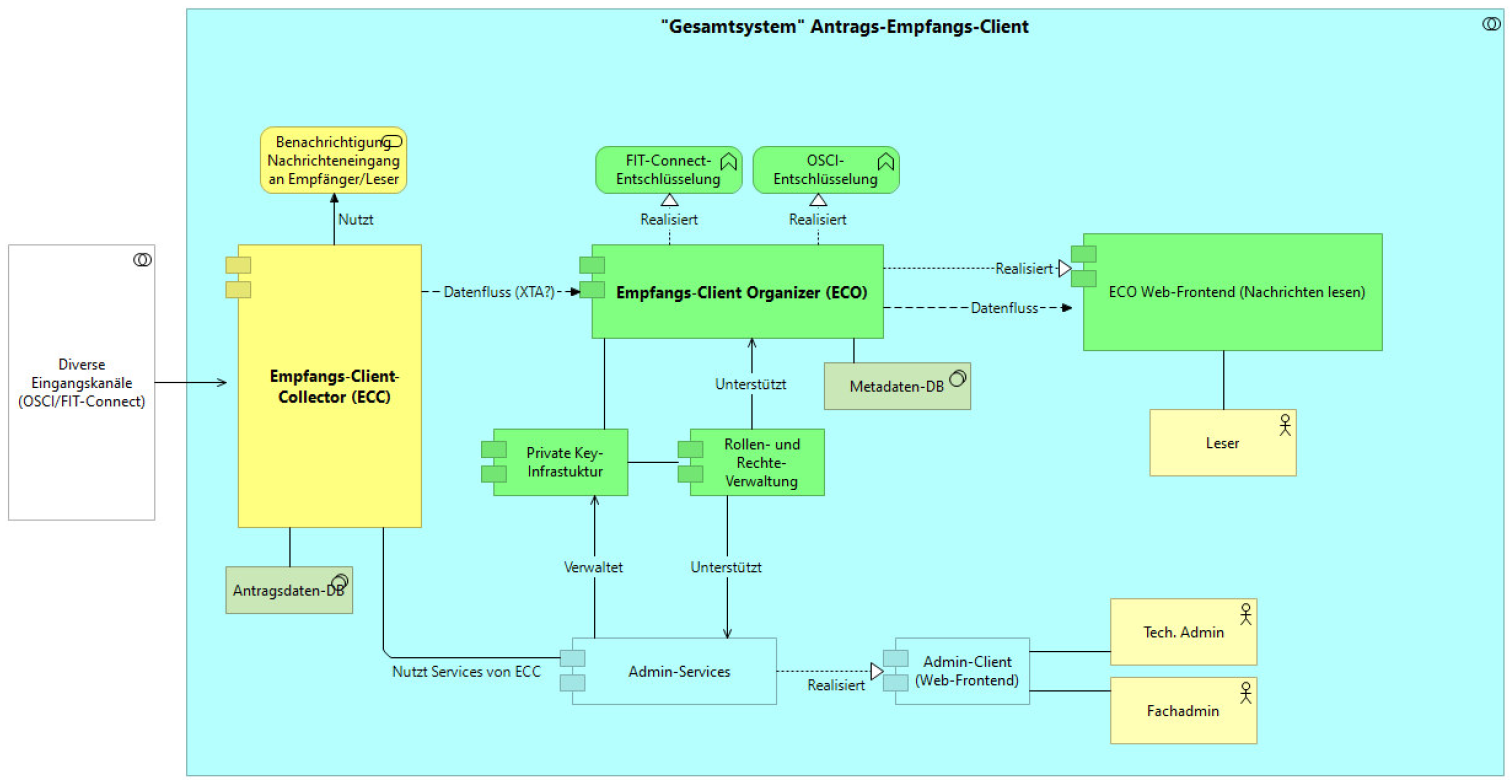 "Gesamtsystem" Antrags-Empfangs-Client
Benachrichtigung
Nachrichteneingang
an Empfänger/Leser
FIT-Connect-
Entschlüsselung
OSCI-
Entschlüsselung
Nutzt
Realisiert
Realisiert
Diverse
Eingangskanäle
(OSCI/FIT-Connect)
Empfangs-Client-
Collector (ECC)
Datenfluss (XTA?)
Empfangs-Client Organizer (ECO)
Realisiert
Datenfluss
ECO Web-Frontend (Nachrichten lesen)
Unterstützt
Metadaten-DB
Leser
Private Key-
Infrastuktur
Rollen- und
Rechte-
Verwaltung
Antragsdaten-DB
Verwaltet
Unterstützt
Nutzt Services von ECC
Admin-Services
Realisiert
Admin-Client
(Web-Frontend)
Tech. Admin
Fachadmin